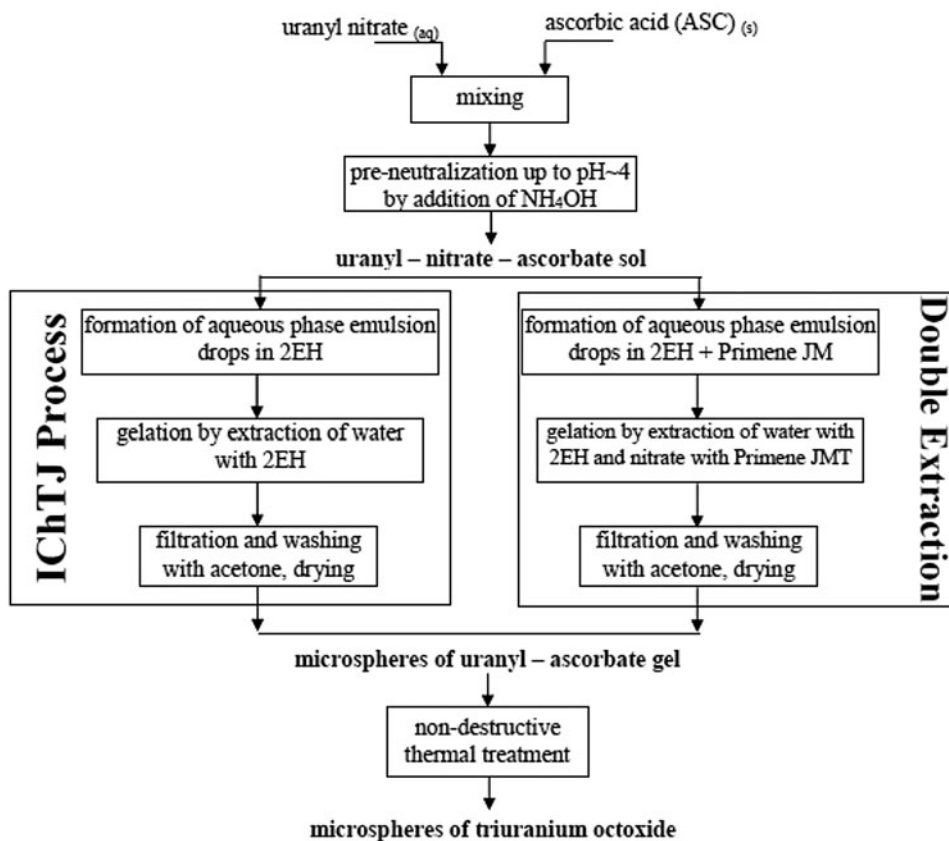 uranyl nitrate (aq)
ascorbic acid (ASC) (s)
mixing
pre-neutralization up to pH~4
by addition of NH₄OH
uranyl – nitrate – ascorbate sol
IChTJ Process
formation of aqueous phase emulsion
drops in 2EH
gelation by extraction of water
with 2EH
filtration and washing
with acetone, drying
Double Extraction
formation of aqueous phase emulsion
drops in 2EH + Primene JM
gelation by extraction of water with
2EH and nitrate with Primene JMT
filtration and washing
with acetone, drying
microspheres of uranyl – ascorbate gel
non-destructive
thermal treatment
microspheres of triuranium octoxide